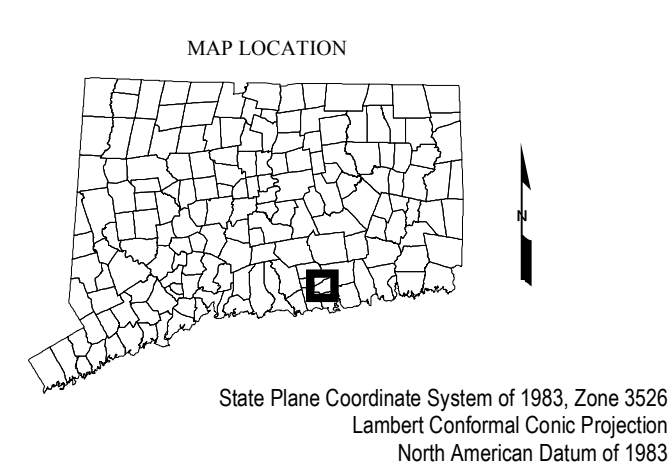 MAP LOCATION
N
State Plane Coordinate System of 1983, Zone 3526
Lambert Conformal Conic Projection
North American Datum of 1983